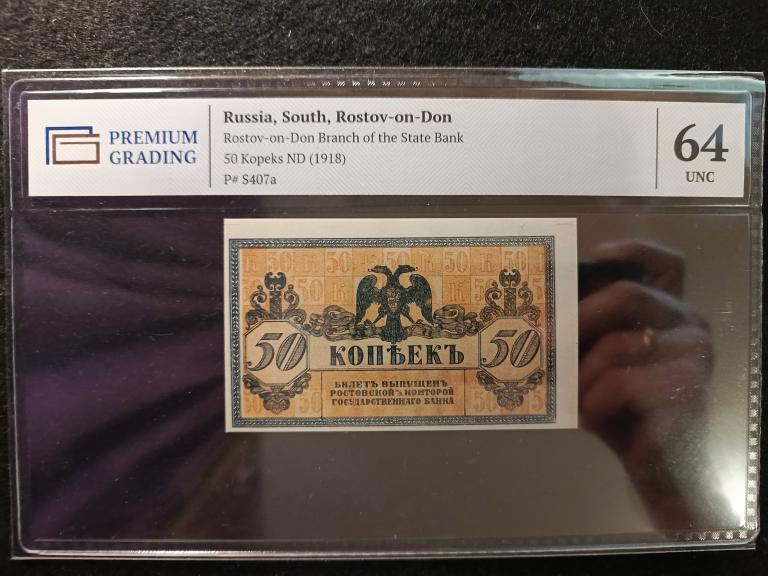 PREMIUM
GRADING
Russia, South, Rostov-on-Don
Rostov-on-Don Branch of the State Bank
50 Kopeks ND (1918)
P# S407a
64
UNC
50 КОПѢЕКЪ 50
БИЛЕТЪ ВЫПУЩЕНЪ
РОСТОВСКОЙ н/Д КОНТОРОЙ
ГОСУДАРСТВЕННАГО БАНКА